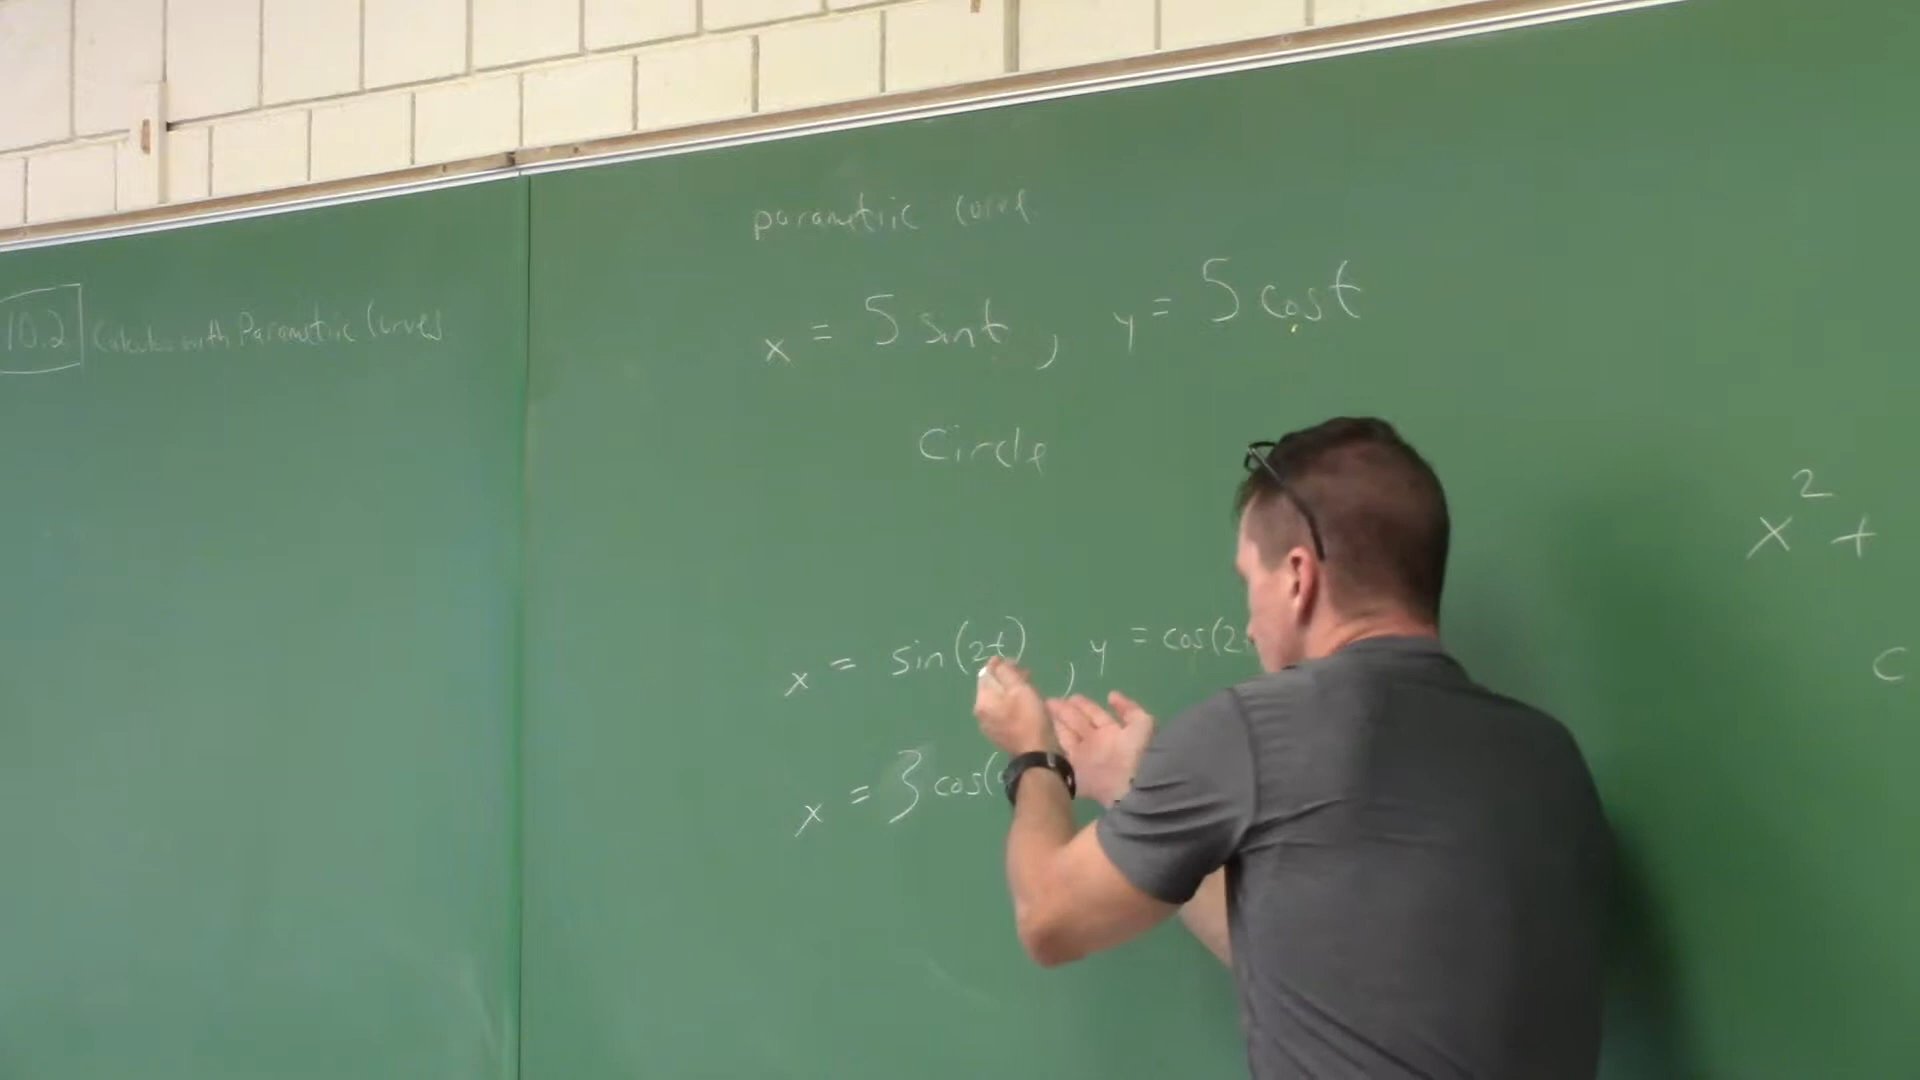 10.2 Calculus with Parametric Curves
parametric curve
x = 5 sin t , y = 5 cos t
Circle
x² +
x = sin(2t) , y = cos(2t
C
x = 3 cos(